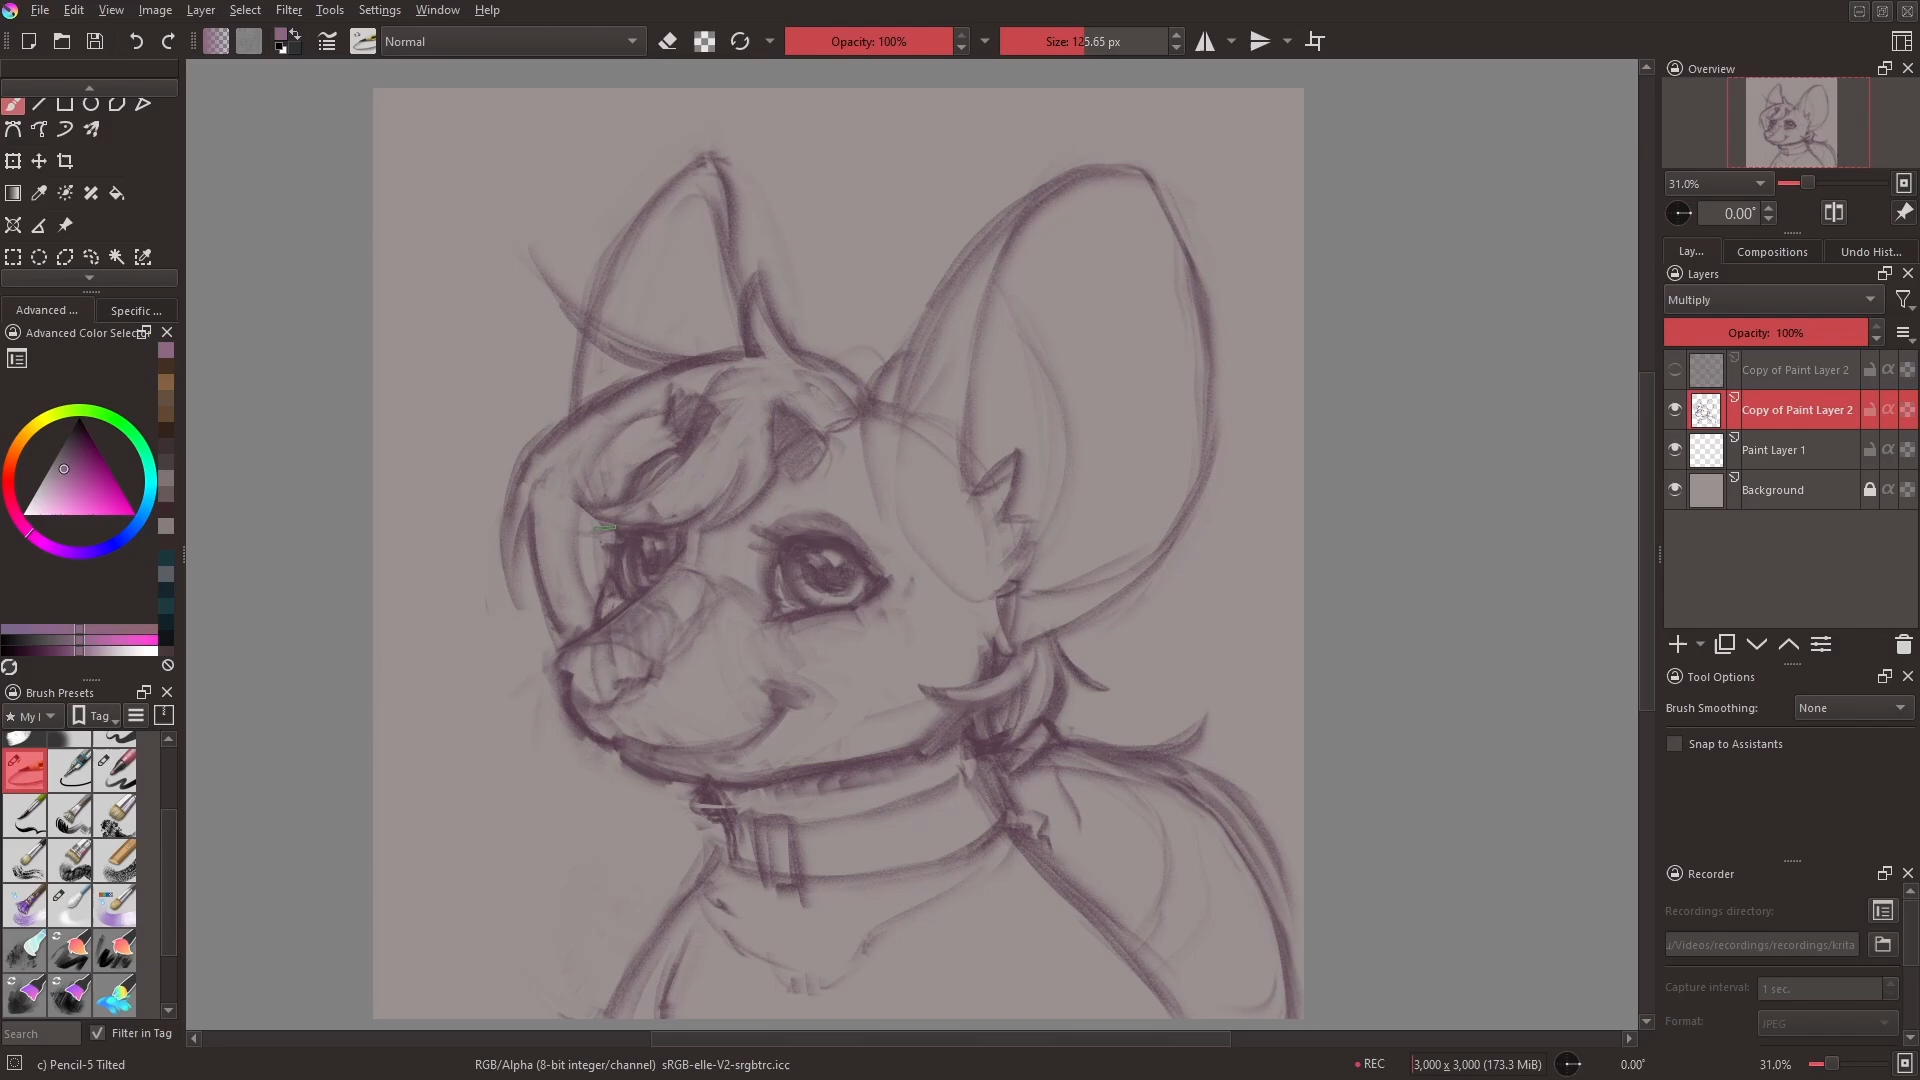 File Edit View Image Layer Select Filter Tools Settings Window Help
Normal
Opacity: 100%
Size: 125.65 px
Overview
31.0%
0.00°
Lay...
Compositions
Undo Hist...
Layers
Multiply
Opacity: 100%
Copy of Paint Layer 2
Copy of Paint Layer 2
Paint Layer 1
Background
Tool Options
Brush Smoothing:
None
Snap to Assistants
Recorder
Recordings directory:
u/Videos/recordings/recordings/krita
Capture interval:
1 sec.
Format:
JPEG
Advanced ...
Specific ...
Advanced Color Selec
Brush Presets
My
Tag
Search
Filter in Tag
c) Pencil-5 Tilted
RGB/Alpha (8-bit integer/channel) sRGB-elle-V2-srgbtrc.icc
REC
3,000 x 3,000 (173.3 MiB)
0.00°
31.0%